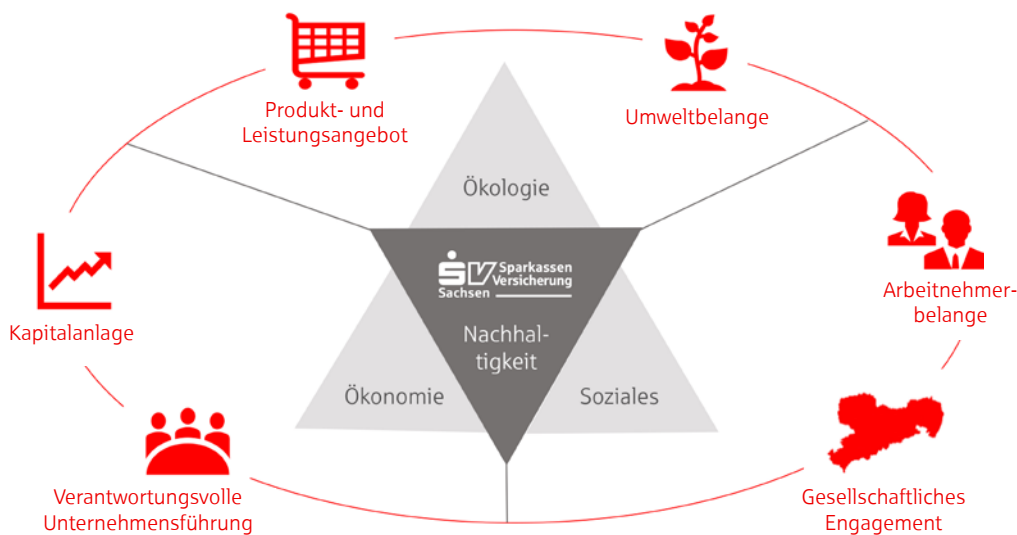 Produkt- und
Leistungsangebot
Umweltbelange
Ökologie
Sparkassen
Versicherung
Sachsen
Arbeitnehmer-
belange
Kapitalanlage
Nachhal-
tigkeit
Ökonomie
Soziales
Verantwortungsvolle
Unternehmensführung
Gesellschaftliches
Engagement